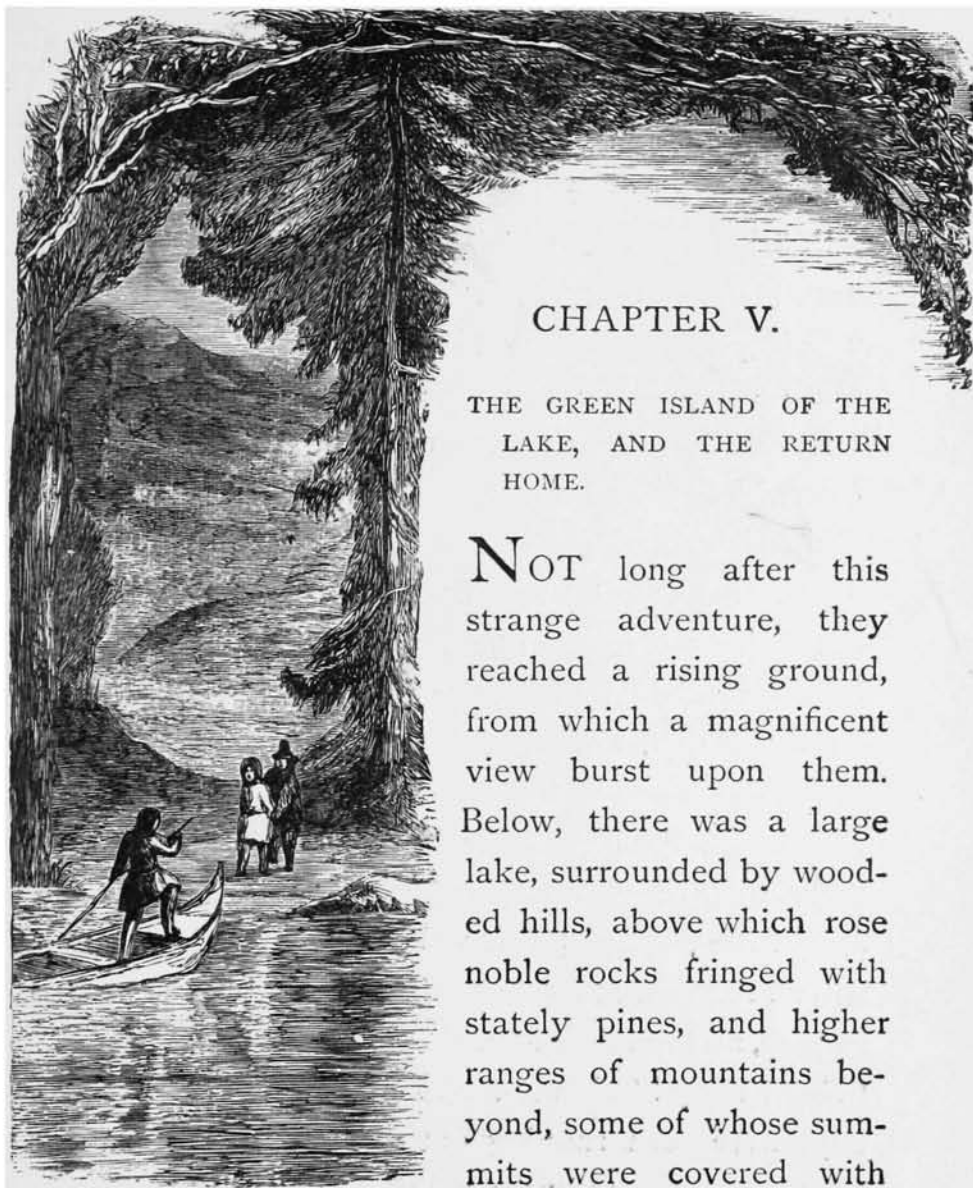 CHAPTER V.
THE GREEN ISLAND OF THE
LAKE, AND THE RETURN
HOME.
NOT long after this
strange adventure, they
reached a rising ground,
from which a magnificent
view burst upon them.
Below, there was a large
lake, surrounded by wood-
ed hills, above which rose
noble rocks fringed with
stately pines, and higher
ranges of mountains be-
yond, some of whose sum-
mits were covered with